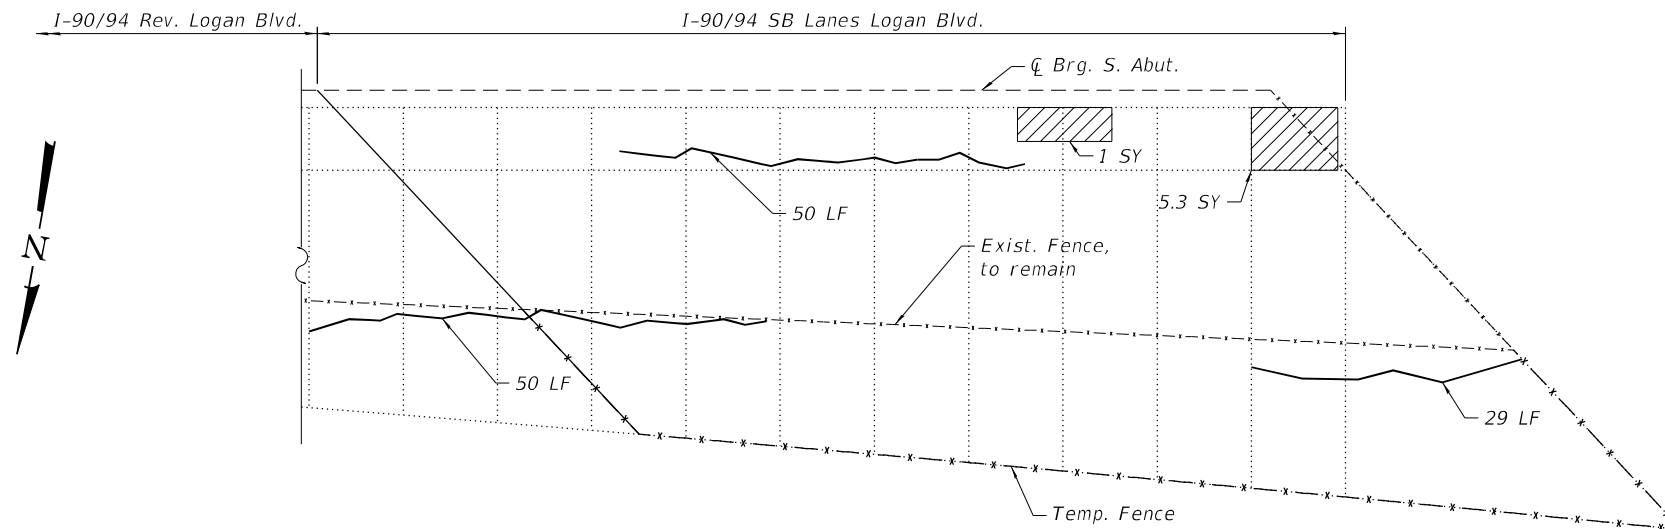 I-90/94 Rev. Logan Blvd.
I-90/94 SB Lanes Logan Blvd.
℄ Brg. S. Abut.
1 SY
5.3 SY
50 LF
N
Exist. Fence,
to remain
50 LF
29 LF
Temp. Fence